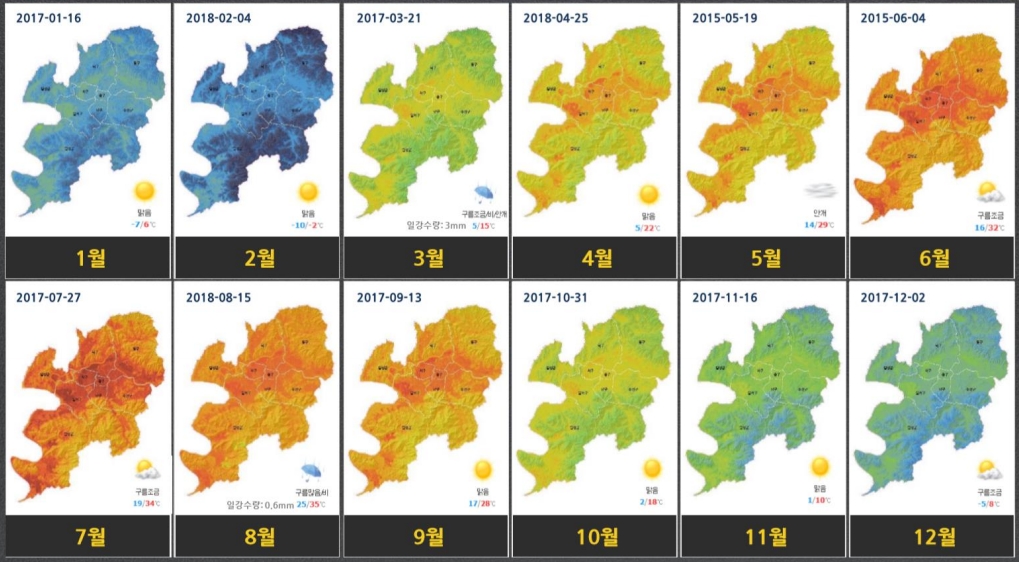 2017-01-16
맑음
-7/6℃
1월
2018-02-04
맑음
-10/-2℃
2월
2017-03-21
구름조금/비/안개
일강수량: 3mm 5/15℃
3월
2018-04-25
맑음
5/22℃
4월
2015-05-19
안개
14/29℃
5월
2015-06-04
구름조금
16/32℃
6월
2017-07-27
구름조금
19/34℃
7월
2018-08-15
구름많음/비
일강수량: 0.6mm 25/35℃
8월
2017-09-13
맑음
17/28℃
9월
2017-10-31
맑음
2/18℃
10월
2017-11-16
맑음
1/10℃
11월
2017-12-02
구름조금
-5/8℃
12월